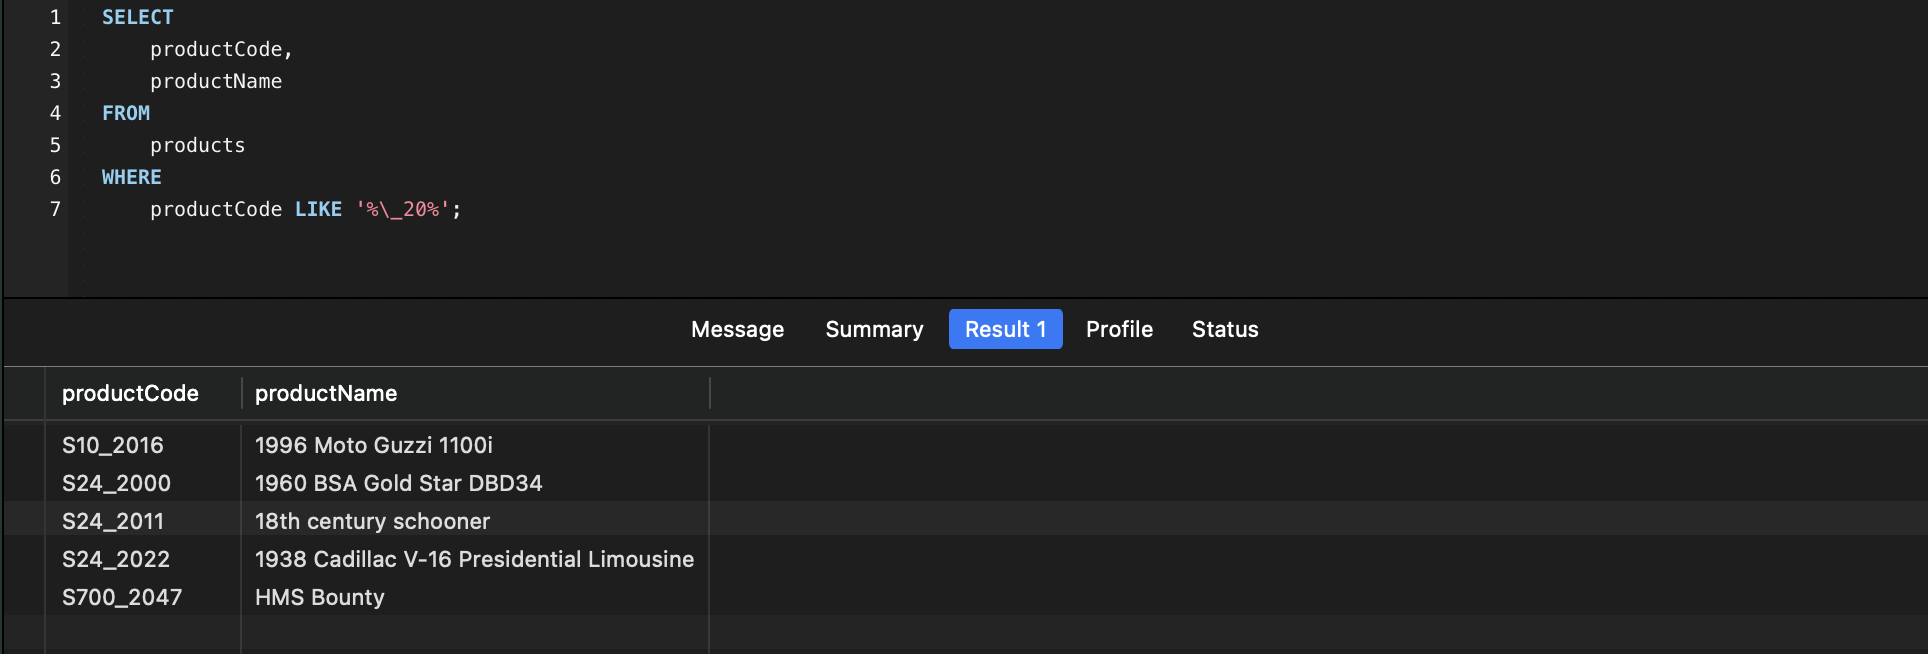 1 SELECT
2 productCode,
3 productName
4 FROM
5 products
6 WHERE
7 productCode LIKE '%\_20%';
Message Summary Result 1 Profile Status
productCode productName
S10_2016 1996 Moto Guzzi 1100i
S24_2000 1960 BSA Gold Star DBD34
S24_2011 18th century schooner
S24_2022 1938 Cadillac V-16 Presidential Limousine
S700_2047 HMS Bounty